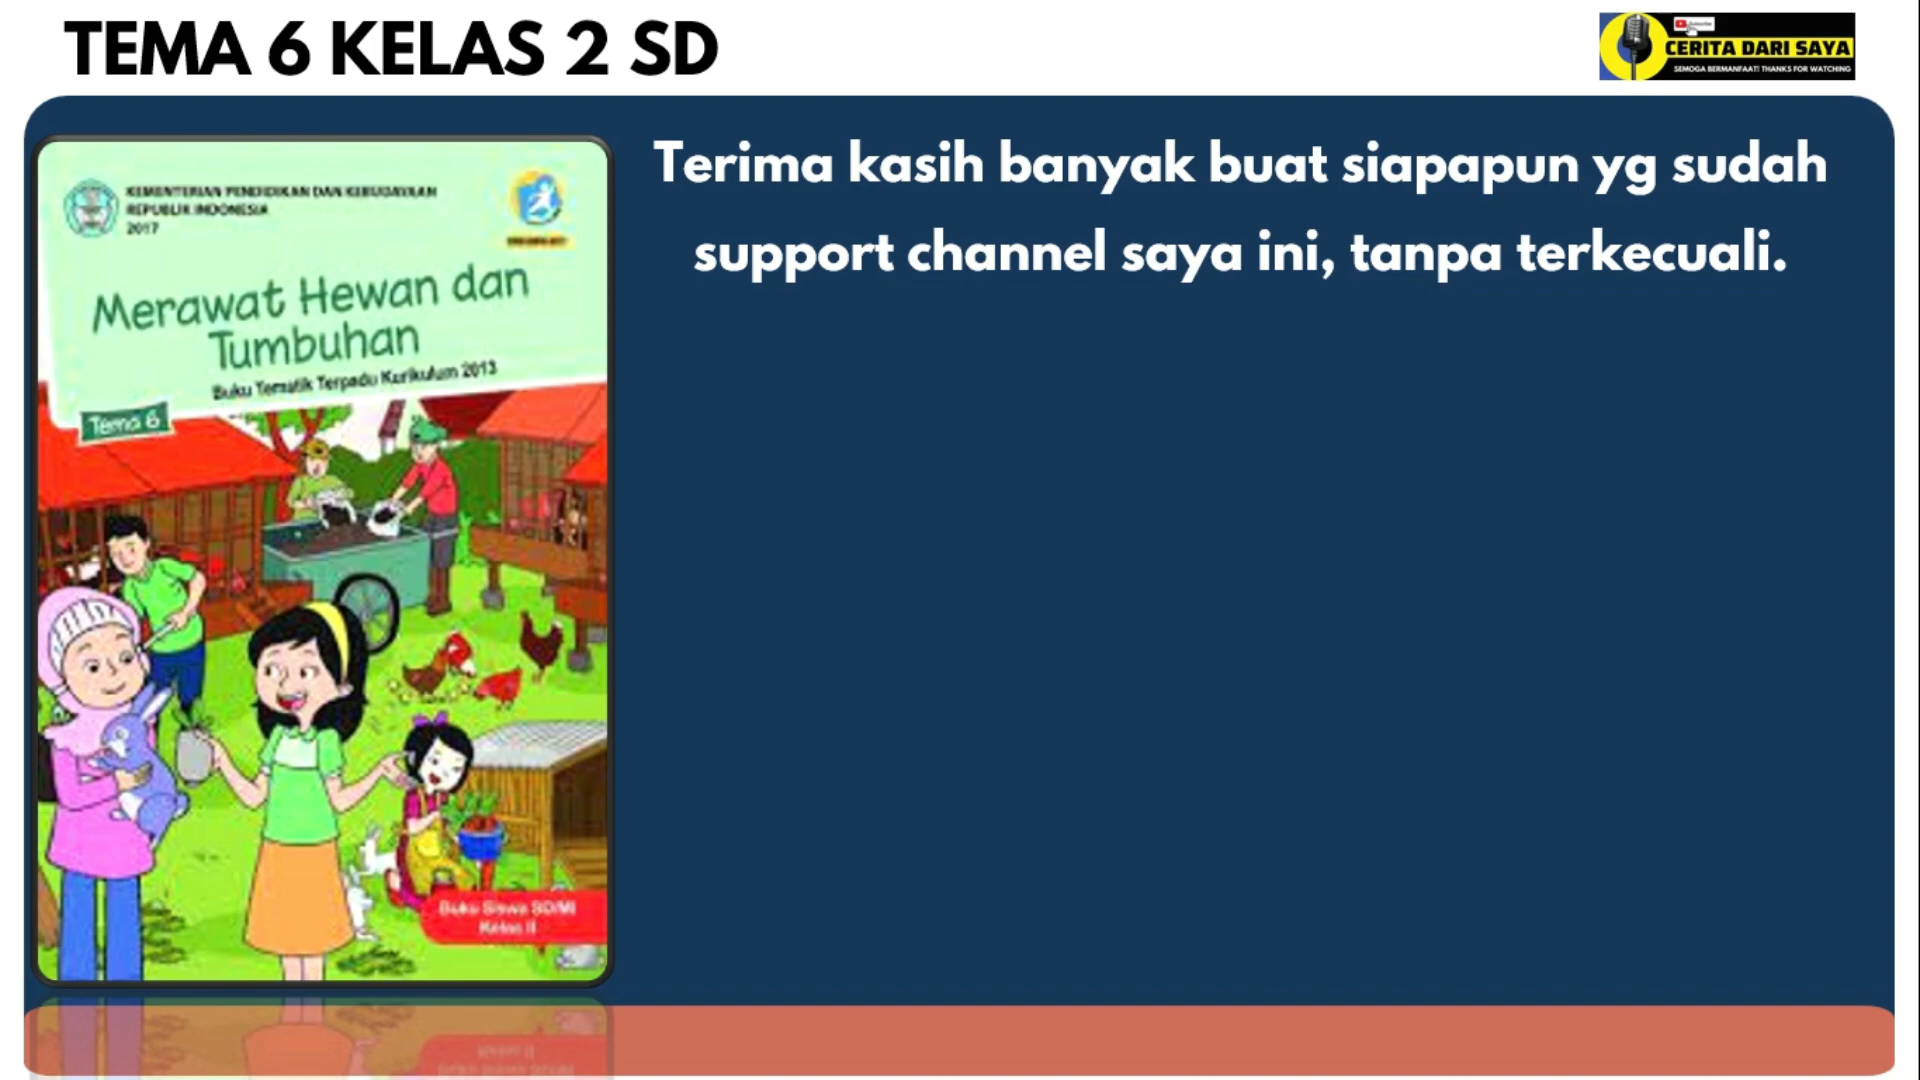 TEMA 6 KELAS 2 SD
Subscribe
CERITA DARI SAYA
SEMOGA BERMANFAAT! THANKS FOR WATCHING
Terima kasih banyak buat siapapun yg sudah
support channel saya ini, tanpa terkecuali.
KEMENTERIAN PENDIDIKAN DAN KEBUDAYAAN
REPUBLIK INDONESIA
2017
Merawat Hewan dan
Tumbuhan
Buku Tematik Terpadu Kurikulum 2013
Tema 6
Buku Siswa SD/MI
Kelas II